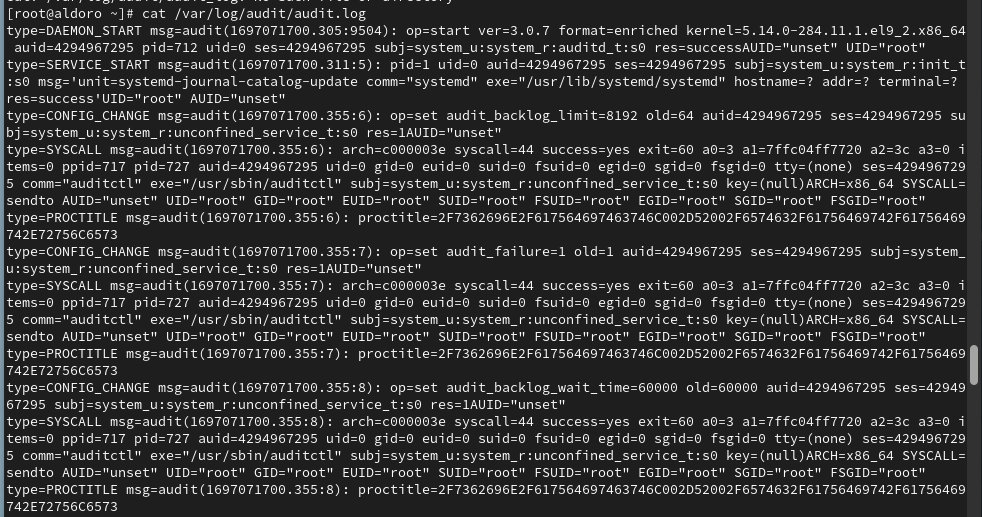 [root@aldoro ~]# cat /var/log/audit/audit.log
type=DAEMON_START msg=audit(1697071700.305:9504): op=start ver=3.0.7 format=enriched kernel=5.14.0-284.11.1.el9_2.x86_64
 auid=4294967295 pid=712 uid=0 ses=4294967295 subj=system_u:system_r:auditd_t:s0 res=successAUID="unset" UID="root"
type=SERVICE_START msg=audit(1697071700.311:5): pid=1 uid=0 auid=4294967295 ses=4294967295 subj=system_u:system_r:init_t
:s0 msg='unit=systemd-journal-catalog-update comm="systemd" exe="/usr/lib/systemd/systemd" hostname=? addr=? terminal=?
res=success'UID="root" AUID="unset"
type=CONFIG_CHANGE msg=audit(1697071700.355:6): op=set audit_backlog_limit=8192 old=64 auid=4294967295 ses=4294967295 su
bj=system_u:system_r:unconfined_service_t:s0 res=1AUID="unset"
type=SYSCALL msg=audit(1697071700.355:6): arch=c000003e syscall=44 success=yes exit=60 a0=3 a1=7ffc04ff7720 a2=3c a3=0 i
tems=0 ppid=717 pid=727 auid=4294967295 uid=0 gid=0 euid=0 suid=0 fsuid=0 egid=0 sgid=0 fsgid=0 tty=(none) ses=429496729
5 comm="auditctl" exe="/usr/sbin/auditctl" subj=system_u:system_r:unconfined_service_t:s0 key=(null)ARCH=x86_64 SYSCALL=
sendto AUID="unset" UID="root" GID="root" EUID="root" SUID="root" FSUID="root" EGID="root" SGID="root" FSGID="root"
type=PROCTITLE msg=audit(1697071700.355:6): proctitle=2F7362696E2F617564697463746C002D52002F6574632F61756469742F61756469
742E72756C6573
type=CONFIG_CHANGE msg=audit(1697071700.355:7): op=set audit_failure=1 old=1 auid=4294967295 ses=4294967295 subj=system_
u:system_r:unconfined_service_t:s0 res=1AUID="unset"
type=SYSCALL msg=audit(1697071700.355:7): arch=c000003e syscall=44 success=yes exit=60 a0=3 a1=7ffc04ff7720 a2=3c a3=0 i
tems=0 ppid=717 pid=727 auid=4294967295 uid=0 gid=0 euid=0 suid=0 fsuid=0 egid=0 sgid=0 fsgid=0 tty=(none) ses=429496729
5 comm="auditctl" exe="/usr/sbin/auditctl" subj=system_u:system_r:unconfined_service_t:s0 key=(null)ARCH=x86_64 SYSCALL=
sendto AUID="unset" UID="root" GID="root" EUID="root" SUID="root" FSUID="root" EGID="root" SGID="root" FSGID="root"
type=PROCTITLE msg=audit(1697071700.355:7): proctitle=2F7362696E2F617564697463746C002D52002F6574632F61756469742F61756469
742E72756C6573
type=CONFIG_CHANGE msg=audit(1697071700.355:8): op=set audit_backlog_wait_time=60000 old=60000 auid=4294967295 ses=42949
67295 subj=system_u:system_r:unconfined_service_t:s0 res=1AUID="unset"
type=SYSCALL msg=audit(1697071700.355:8): arch=c000003e syscall=44 success=yes exit=60 a0=3 a1=7ffc04ff7720 a2=3c a3=0 i
tems=0 ppid=717 pid=727 auid=4294967295 uid=0 gid=0 euid=0 suid=0 fsuid=0 egid=0 sgid=0 fsgid=0 tty=(none) ses=429496729
5 comm="auditctl" exe="/usr/sbin/auditctl" subj=system_u:system_r:unconfined_service_t:s0 key=(null)ARCH=x86_64 SYSCALL=
sendto AUID="unset" UID="root" GID="root" EUID="root" SUID="root" FSUID="root" EGID="root" SGID="root" FSGID="root"
type=PROCTITLE msg=audit(1697071700.355:8): proctitle=2F7362696E2F617564697463746C002D52002F6574632F61756469742F61756469
742E72756C6573